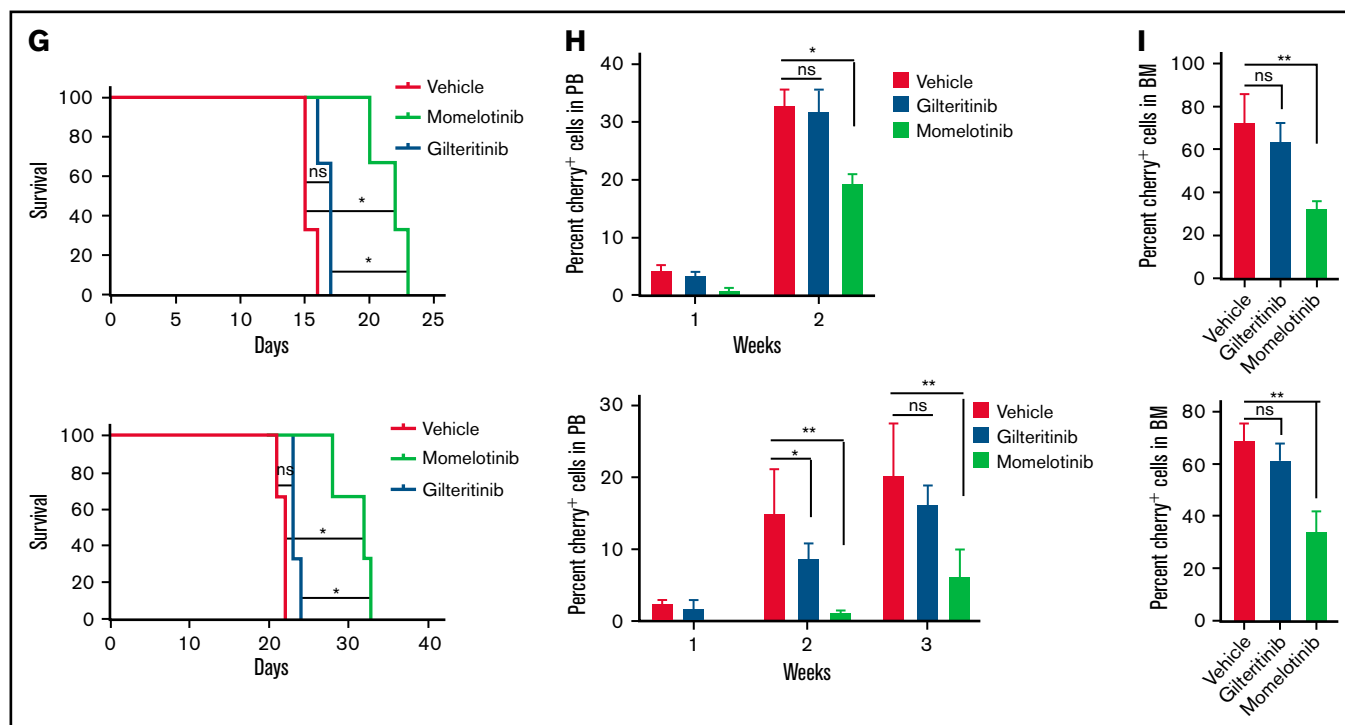 G
Survival
100
80
60
40
20
0
ns
*
*
0 5 10 15 20 25
Days
Vehicle
Momelotinib
Gilteritinib
H
Percent cherry+ cells in PB
40
30
20
10
0
ns
*
1 2
Weeks
Vehicle
Gilteritinib
Momelotinib
I
Percent cherry+ cells in BM
100
80
60
40
20
0
ns
**
Vehicle
Gilteritinib
Momelotinib
Survival
100
80
60
40
20
0
ns
*
*
0 10 20 30 40
Days
Vehicle
Momelotinib
Gilteritinib
Percent cherry+ cells in PB
30
20
10
0
**
*
**
ns
1 2 3
Weeks
Vehicle
Gilteritinib
Momelotinib
Percent cherry+ cells in BM
80
60
40
20
0
**
ns
Vehicle
Gilteritinib
Momelotinib